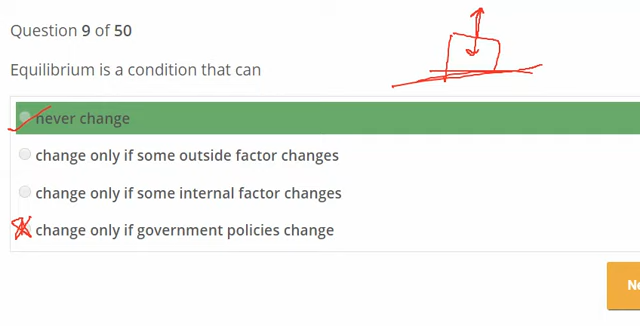 Question 9 of 50
Equilibrium is a condition that can
never change
change only if some outside factor changes
change only if some internal factor changes
change only if government policies change